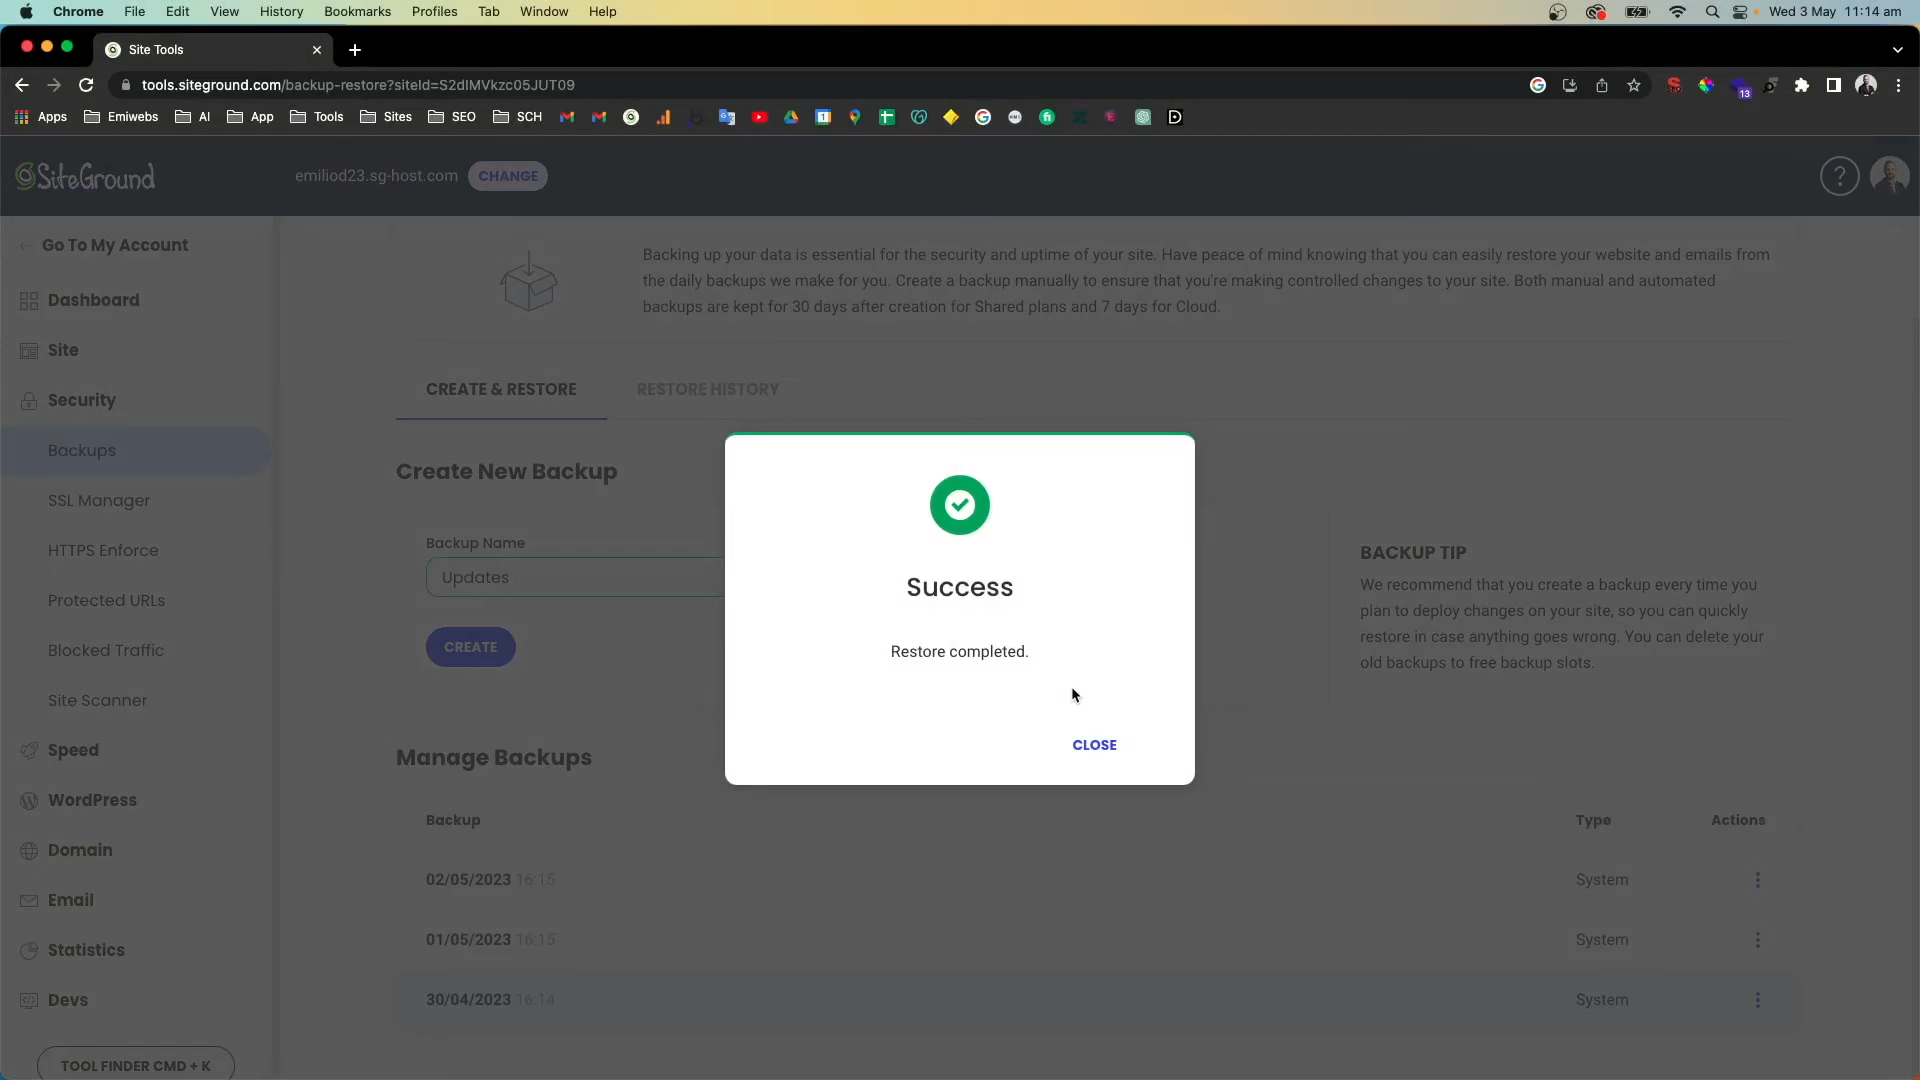 Chrome File Edit View History Bookmarks Profiles Tab Window Help Wed 3 May 11:14 am
Site Tools
tools.siteground.com/backup-restore?siteId=S2dlMVkzc05JUT09
13
Apps Emiwebs AI App Tools Sites SEO SCH
SiteGround
emiliod23.sg-host.com CHANGE
?
Go To My Account
Dashboard
Site
Security
Backups
SSL Manager
HTTPS Enforce
Protected URLs
Blocked Traffic
Site Scanner
Speed
WordPress
Domain
Email
Statistics
Devs
TOOL FINDER CMD + K
Backing up your data is essential for the security and uptime of your site. Have peace of mind knowing that you can easily restore your website and emails from
the daily backups we make for you. Create a backup manually to ensure that you're making controlled changes to your site. Both manual and automated
backups are kept for 30 days after creation for Shared plans and 7 days for Cloud.
CREATE & RESTORE RESTORE HISTORY
Create New Backup
Backup Name
Updates
CREATE
BACKUP TIP
We recommend that you create a backup every time you
plan to deploy changes on your site, so you can quickly
restore in case anything goes wrong. You can delete your
old backups to free backup slots.
Success
Restore completed.
CLOSE
Manage Backups
Backup Type Actions
02/05/2023 16:15 System
01/05/2023 16:15 System
30/04/2023 16:14 System